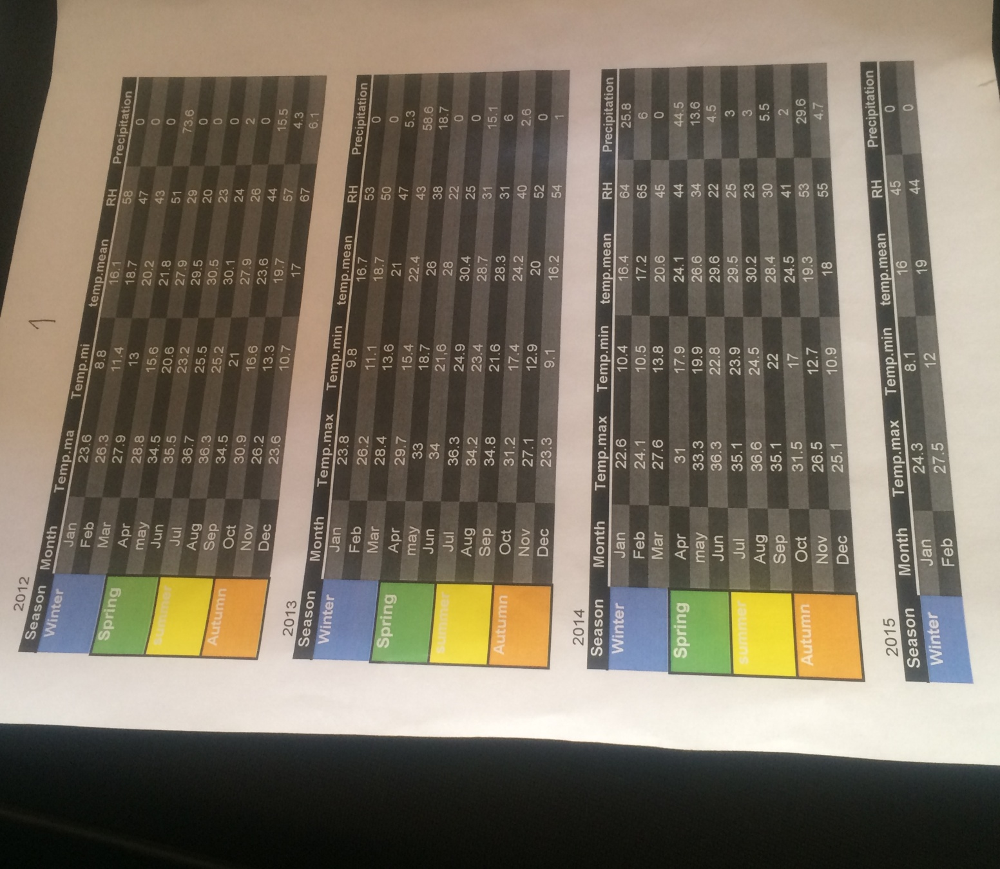 1
2012
Season Month Temp.ma Temp.mi temp.mean RH Precipitation
Winter Jan 23.6 8.8 16.1 58 0
Feb 26.3 11.4 18.7 47 0
Mar 27.9 13 20.2 43 0
Spring Apr 28.8 15.6 21.8 51 73.6
may 34.5 20.6 27.9 29 0
Jun 35.5 23.2 29.5 20 0
summer Jul 36.7 25.5 30.5 23 0
Aug 36.3 25.2 30.1 24 2
Sep 34.5 21 27.9 26 0
Autumn Oct 30.9 16.6 23.6 44 15.5
Nov 26.2 13.3 19.7 57 4.3
Dec 23.6 10.7 17 67 6.1
2013
Season Month Temp.max Temp.min temp.mean RH Precipitation
Winter Jan 23.8 9.8 16.7 53 0
Feb 26.2 11.1 18.7 50 0
Mar 28.4 13.6 21 47 5.3
Spring Apr 29.7 15.4 22.4 43 58.6
may 33 18.7 26 38 18.7
Jun 34 21,6 28 22 0
summer Jul 36.3 24.9 30.4 25 0
Aug 34.2 23.4 28.7 31 15.1
Sep 34.8 21.6 28.3 31 6
Autumn Oct 31.2 17.4 24.2 40 2.6
Nov 27.1 12.9 20 52 0
Dec 23.3 9.1 16.2 54 1
2014
Season Month Temp.max Temp.min temp.mean RH Precipitation
Winter Jan 22.6 10.4 16.4 64 25.8
Feb 24.1 10.5 17.2 65 6
Mar 27.6 13.8 20.6 45 0
Spring Apr 31 17.9 24.1 44 44.5
may 33.3 19.9 26.6 34 13.6
Jun 36.3 22.8 29.6 22 4.5
summer Jul 35.1 23.9 29.5 25 3
Aug 36.6 24.5 30.2 23 3
Sep 35.1 22 28.4 30 5.5
Autumn Oct 31.5 17 24.5 41 2
Nov 26.5 12.7 19.3 53 29.6
Dec 25.1 10.9 18 55 4.7
2015
Season Month Temp.max Temp.min temp.mean RH Precipitation
Winter Jan 24.3 8.1 16 45 0
Feb 27.5 12 19 44 0